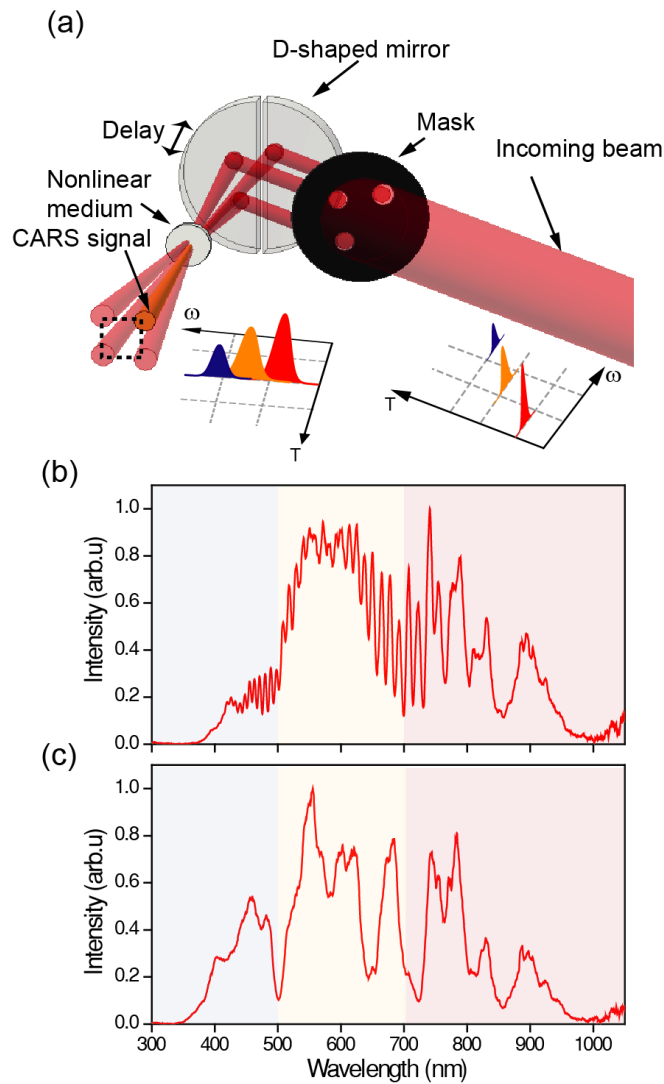 (a)
D-shaped mirror
Delay
Mask
Incoming beam
Nonlinear
medium
CARS signal
ω
T
T
ω
(b)
1.0
0.8
0.6
0.4
0.2
0.0
Intensity (arb.u)
(c)
1.0
0.8
0.6
0.4
0.2
0.0
Intensity (arb.u)
300 400 500 600 700 800 900 1000
Wavelength (nm)